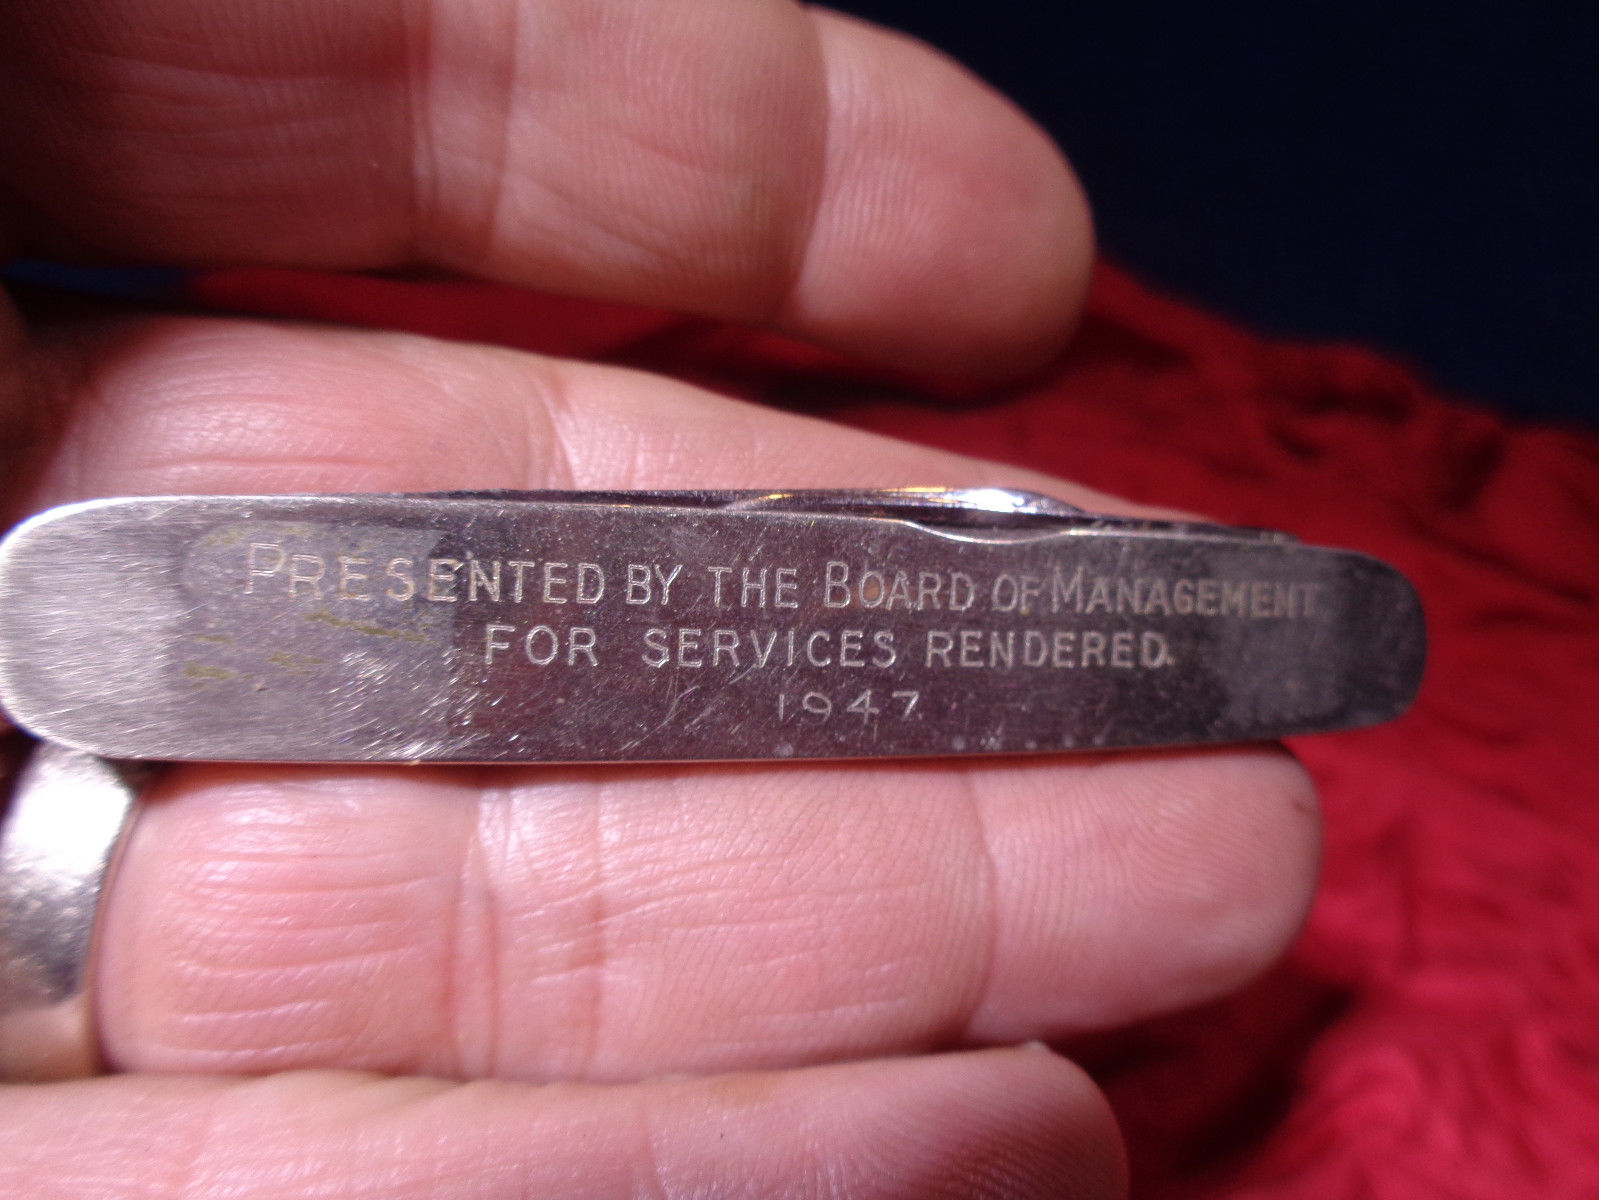 PRESENTED BY THE BOARD OF MANAGEMENT
FOR SERVICES RENDERED.
1947